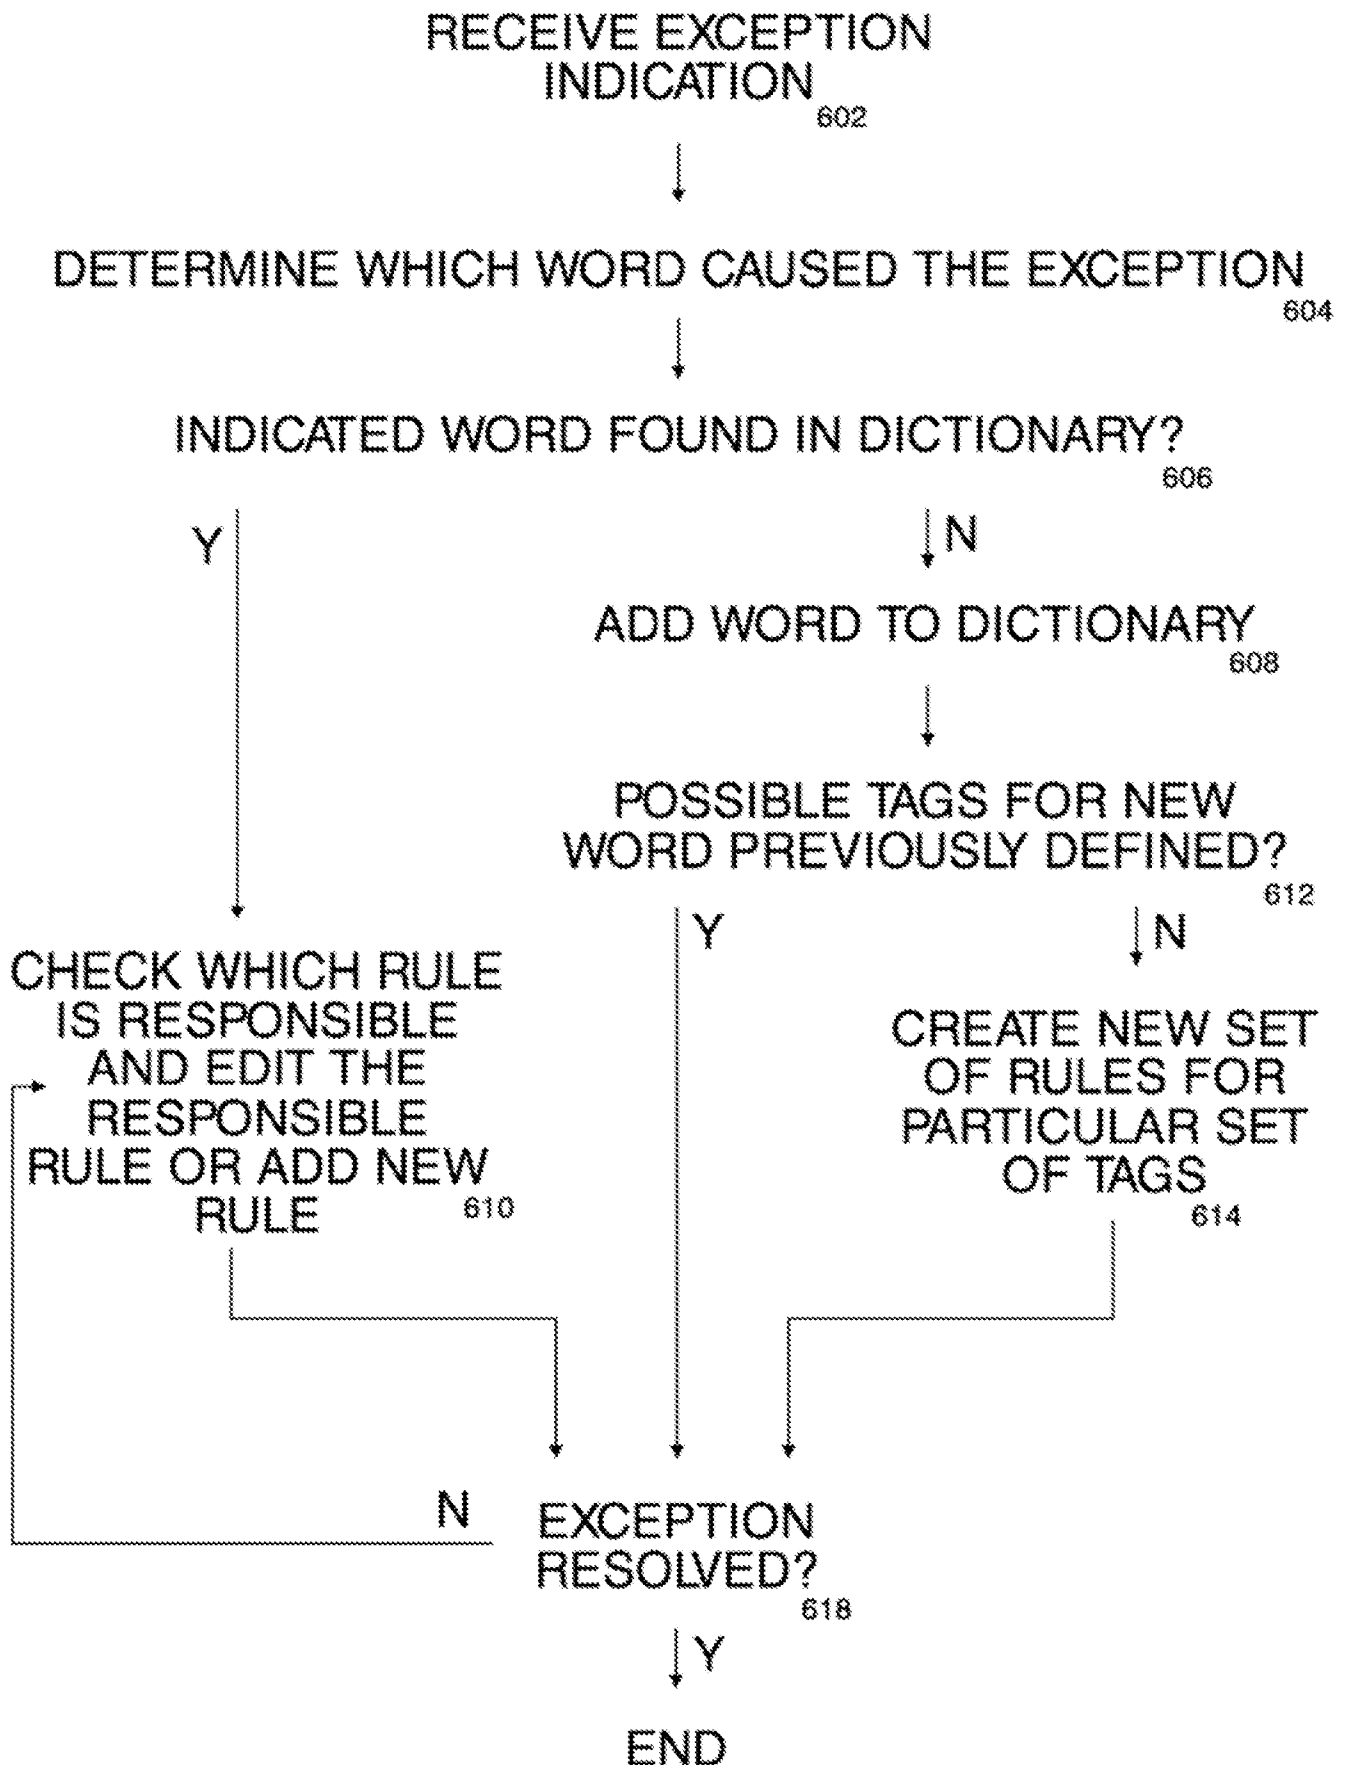 RECEIVE EXCEPTION
INDICATION
602
DETERMINE WHICH WORD CAUSED THE EXCEPTION
604
INDICATED WORD FOUND IN DICTIONARY?
606
Y
N
ADD WORD TO DICTIONARY
608
POSSIBLE TAGS FOR NEW
WORD PREVIOUSLY DEFINED?
612
Y
N
CHECK WHICH RULE
IS RESPONSIBLE
AND EDIT THE
RESPONSIBLE
RULE OR ADD NEW
RULE
610
CREATE NEW SET
OF RULES FOR
PARTICULAR SET
OF TAGS
614
N
EXCEPTION
RESOLVED?
618
Y
END